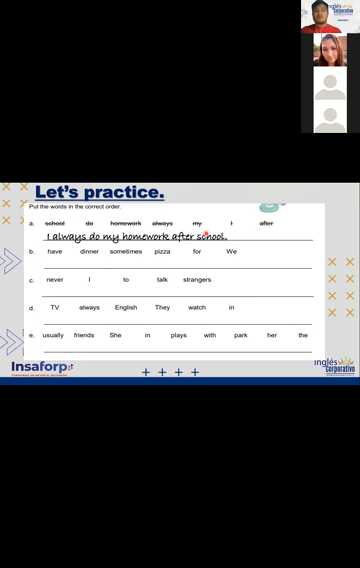 inglés
Corporativo
Let's practice.
Put the words in the correct order.
a. school do homework always my I after
I always do my homework after school.
b. have dinner sometimes pizza for We
c. never I to talk strangers
d. TV always English They watch in
e. usually friends She in plays with park her the
Insaforp
inglés
Corporativo